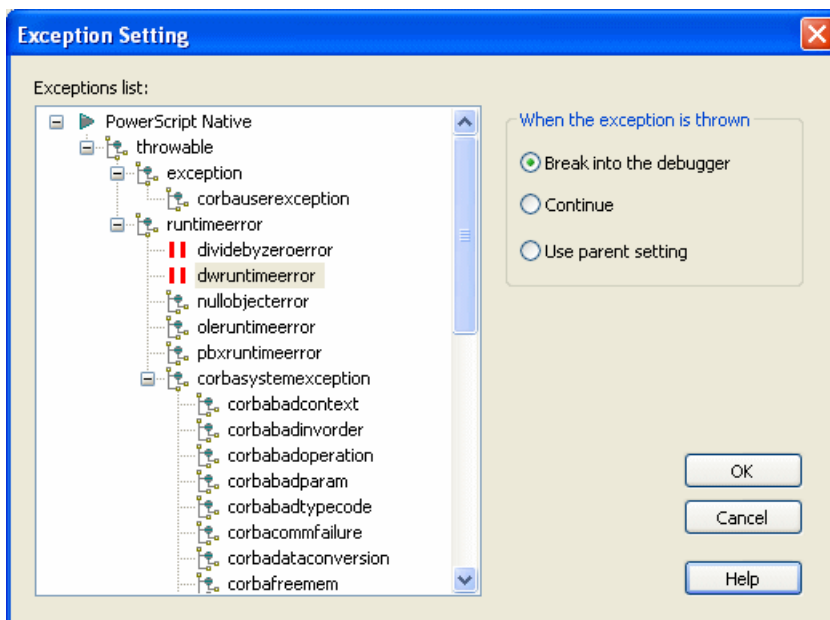 Exception Setting
Exceptions list:
PowerScript Native
throwable
exception
corbauserexception
runtimeerror
dividebyzeroerror
dwruntimeerror
nullobjecterror
oleruntimeerror
pbxruntimeerror
corbasystemexception
corbabadcontext
corbabadinvorder
corbabadoperation
corbabadparam
corbabadtypecode
corbacommfailure
corbadataconversion
corbafreemem
When the exception is thrown
Break into the debugger
Continue
Use parent setting
OK
Cancel
Help